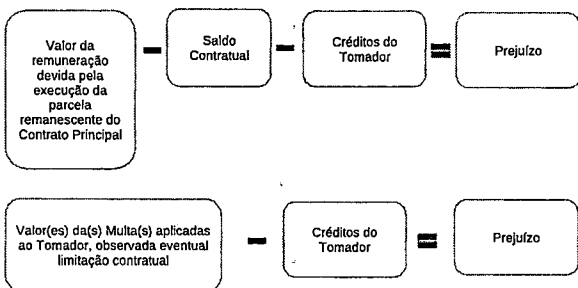 Valor da
remuneração
devida pela
execução da
parcela
remanescente do
Contrato Principal
Saldo
Contratual
Créditos do
Tomador
Prejuízo
Valor(es) da(s) Multa(s) aplicadas
ao Tomador, observada eventual
limitação contratual
Créditos do
Tomador
Prejuízo